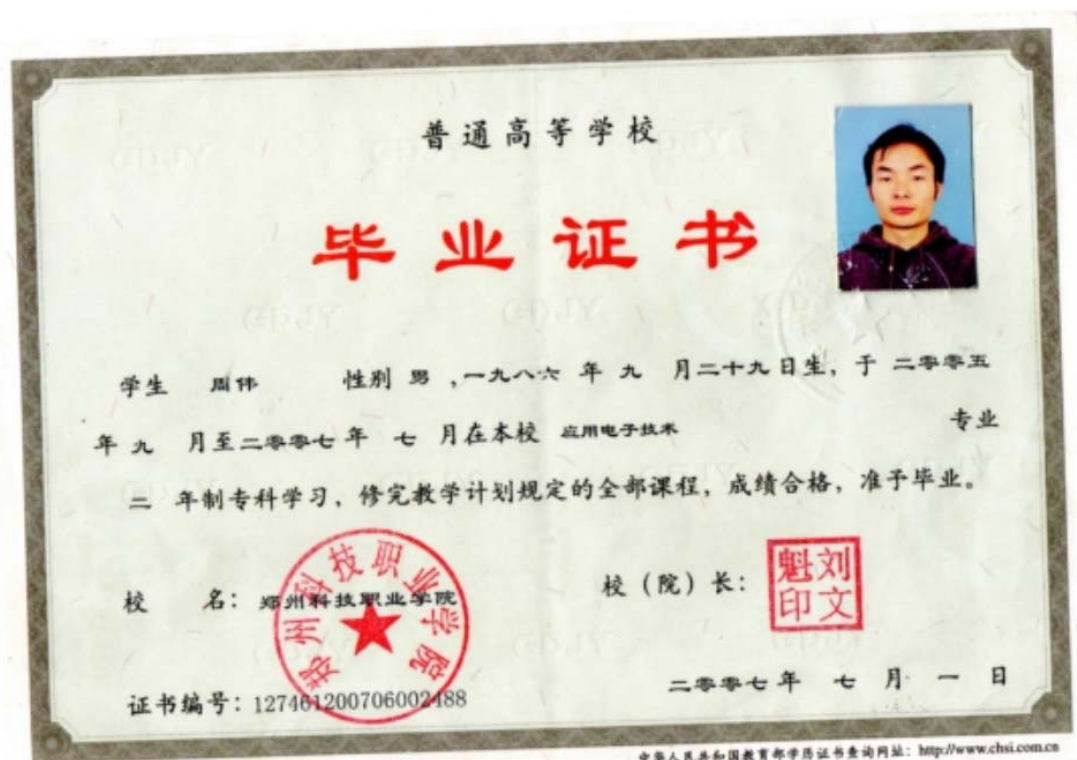 普通高等学校
毕业证书
学生 周伟 性别 男 ,一九八六 年 九 月二十九日生，于 二零零五
年 九 月至二零零七年 七 月在本校 应用电子技术 专业
二 年制专科学习，修完教学计划规定的全部课程，成绩合格，准予毕业。
郑州科技职业学院
校 名：郑州科技职业学院
校（院）长：
刘文魁印
证书编号：127461200706002488
二零零七年 七 月 一 日
中华人民共和国教育部学历证书查询网址：http://www.chsi.com.cn